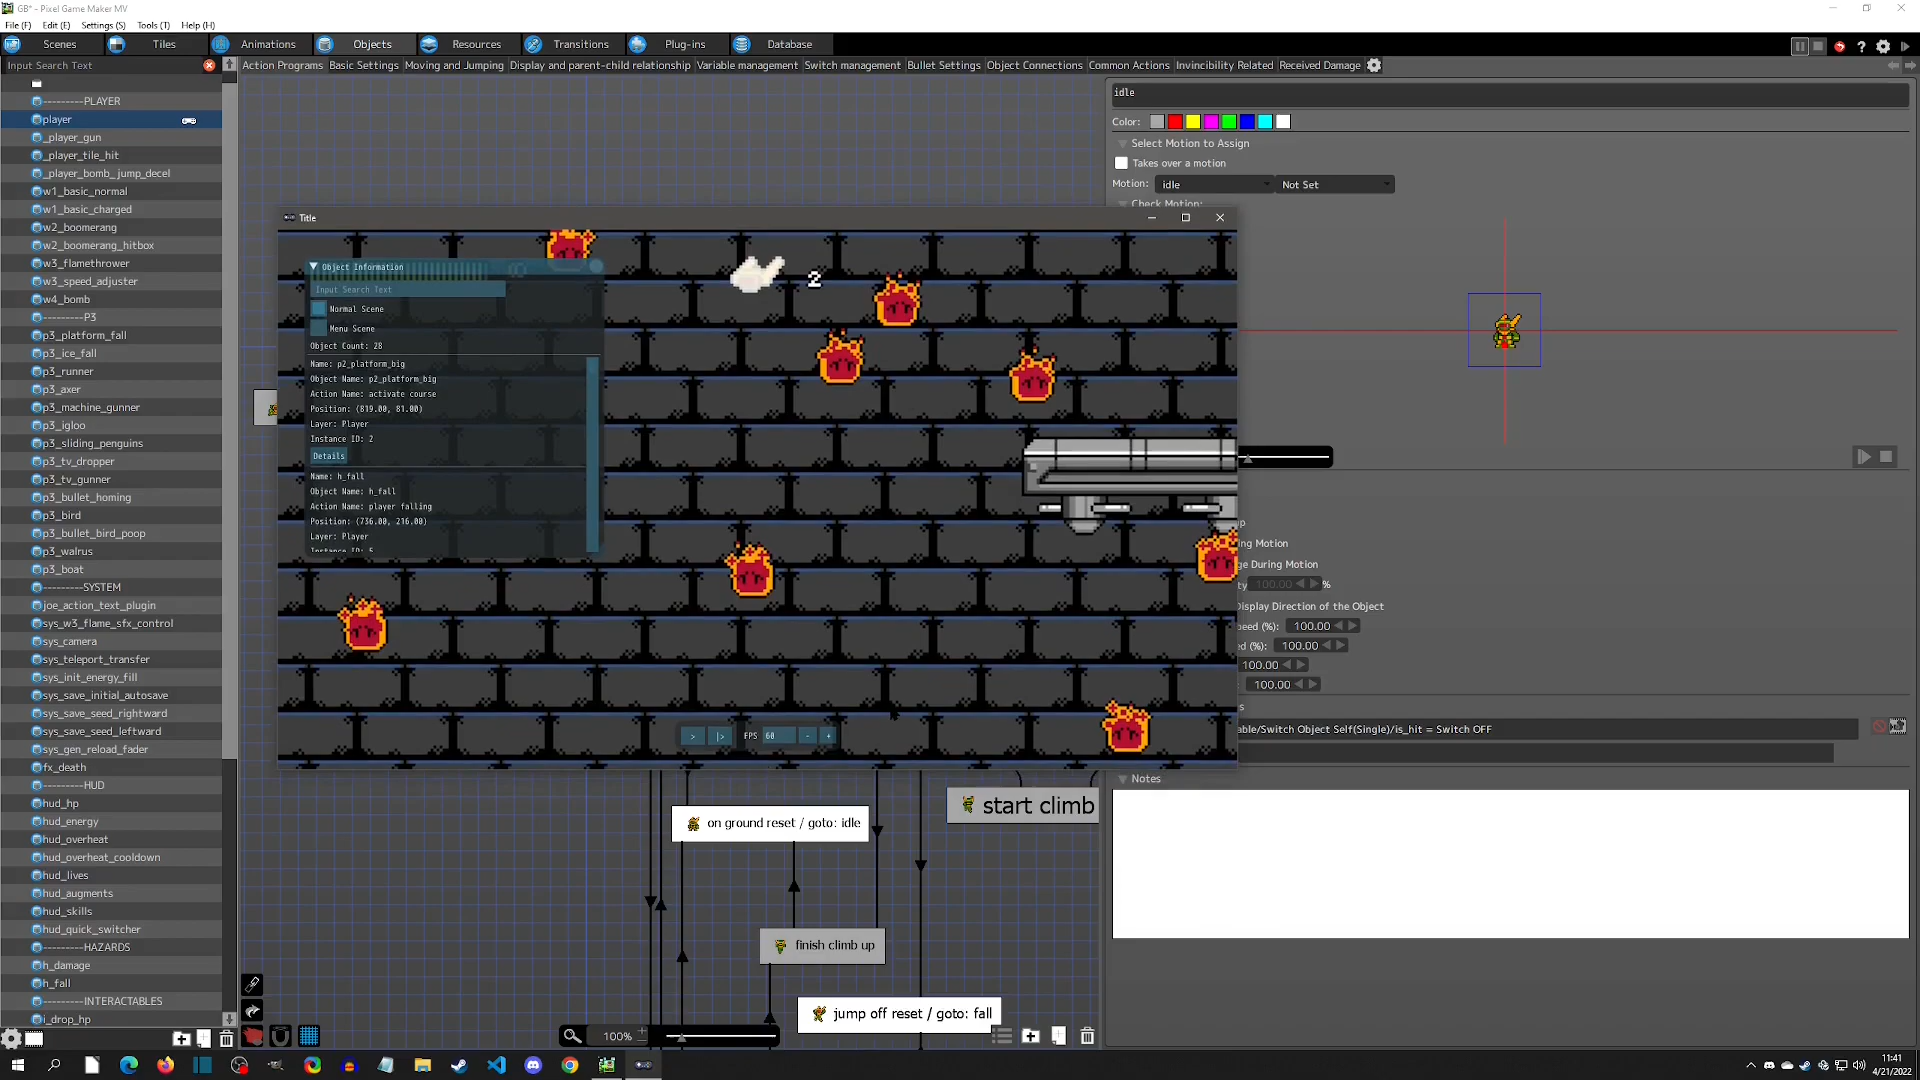 GB* - Pixel Game Maker MV
File (F) Edit (E) Settings (S) Tools (T) Help (H)
Scenes Tiles Animations Objects Resources Transitions Plug-ins Database
Input Search Text
Action Programs Basic Settings Moving and Jumping Display and parent-child relationship Variable management Switch management Bullet Settings Object Connections Common Actions Invincibility Related Received Damage
---------PLAYER
player
_player_gun
_player_tile_hit
_player_bomb_jump_decel
w1_basic_normal
w1_basic_charged
w2_boomerang
w2_boomerang_hitbox
w3_flamethrower
w3_speed_adjuster
w4_bomb
---------P3
p3_platform_fall
p3_ice_fall
p3_runner
p3_axer
p3_machine_gunner
p3_igloo
p3_sliding_penguins
p3_tv_dropper
p3_tv_gunner
p3_bullet_homing
p3_bird
p3_bullet_bird_poop
p3_walrus
p3_boat
---------SYSTEM
joe_action_text_plugin
sys_w3_flame_sfx_control
sys_camera
sys_teleport_transfer
sys_init_energy_fill
sys_save_initial_autosave
sys_save_seed_rightward
sys_save_seed_leftward
sys_gen_reload_fader
fx_death
---------HUD
hud_hp
hud_energy
hud_overheat
hud_overheat_cooldown
hud_lives
hud_augments
hud_skills
hud_quick_switcher
---------HAZARDS
h_damage
h_fall
---------INTERACTABLES
i_drop_hp
Title
Object Information
Input Search Text
Normal Scene
Menu Scene
Object Count: 28
Name: p2_platform_big
Object Name: p2_platform_big
Action Name: activate course
Position: (819.00, 81.00)
Layer: Player
Instance ID: 2
Details
Name: h_fall
Object Name: h_fall
Action Name: player falling
Position: (736.00, 216.00)
Layer: Player
Instance ID: 5
2
> |> FPS 60 - +
start climb
on ground reset / goto: idle
finish climb up
jump off reset / goto: fall
100%
idle
Color:
Select Motion to Assign
Takes over a motion
Motion: idle Not Set
Check Motion:
p
ng Motion
ge During Motion
ty 100.00 %
Display Direction of the Object
peed (%): 100.00
ed (%): 100.00
100.00
100.00
s
able/Switch Object Self(Single)/is_hit = Switch OFF
Notes
11:41
4/21/2022